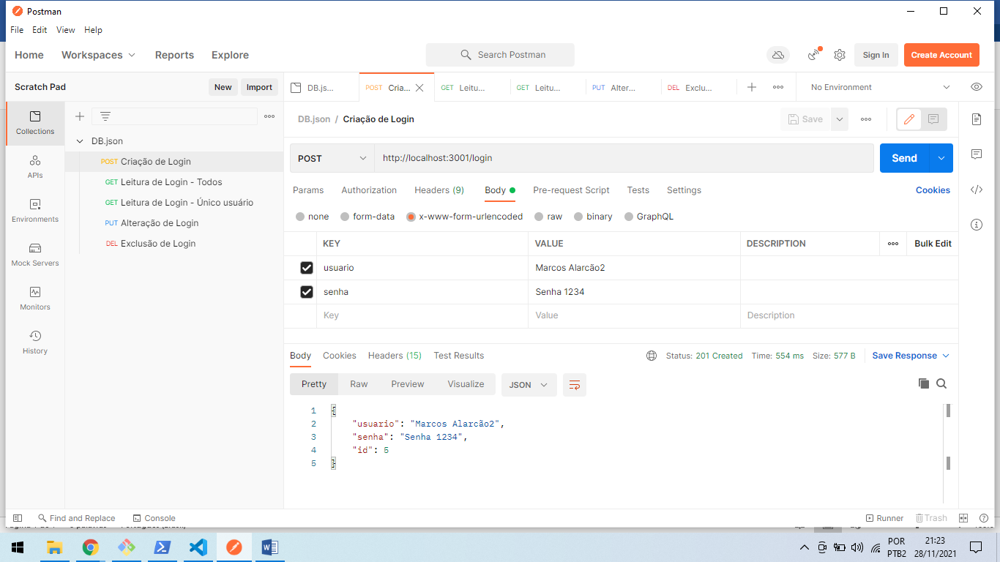 Postman
File Edit View Help
Home Workspaces Reports Explore Search Postman Sign In Create Account
Scratch Pad New Import
DB.js... POST Cria... GET Leitu... GET Leitu... PUT Alter... DEL Exclu... No Environment
Collections
APIs
Environments
Mock Servers
Monitors
History
DB.json
POST Criação de Login
GET Leitura de Login - Todos
GET Leitura de Login - Único usuário
PUT Alteração de Login
DEL Exclusão de Login
DB.json / Criação de Login Save
POST http://localhost:3001/login Send
Params Authorization Headers (9) Body Pre-request Script Tests Settings Cookies
none form-data x-www-form-urlencoded raw binary GraphQL
KEY VALUE DESCRIPTION Bulk Edit
usuario Marcos Alarcão2
senha Senha 1234
Key Value Description
Body Cookies Headers (15) Test Results Status: 201 Created Time: 554 ms Size: 577 B Save Response
Pretty Raw Preview Visualize JSON
1 {
2 "usuario": "Marcos Alarcão2",
3 "senha": "Senha 1234",
4 "id": 5
5 }
Find and Replace Console Runner Trash
POR 21:23
PTB2 28/11/2021